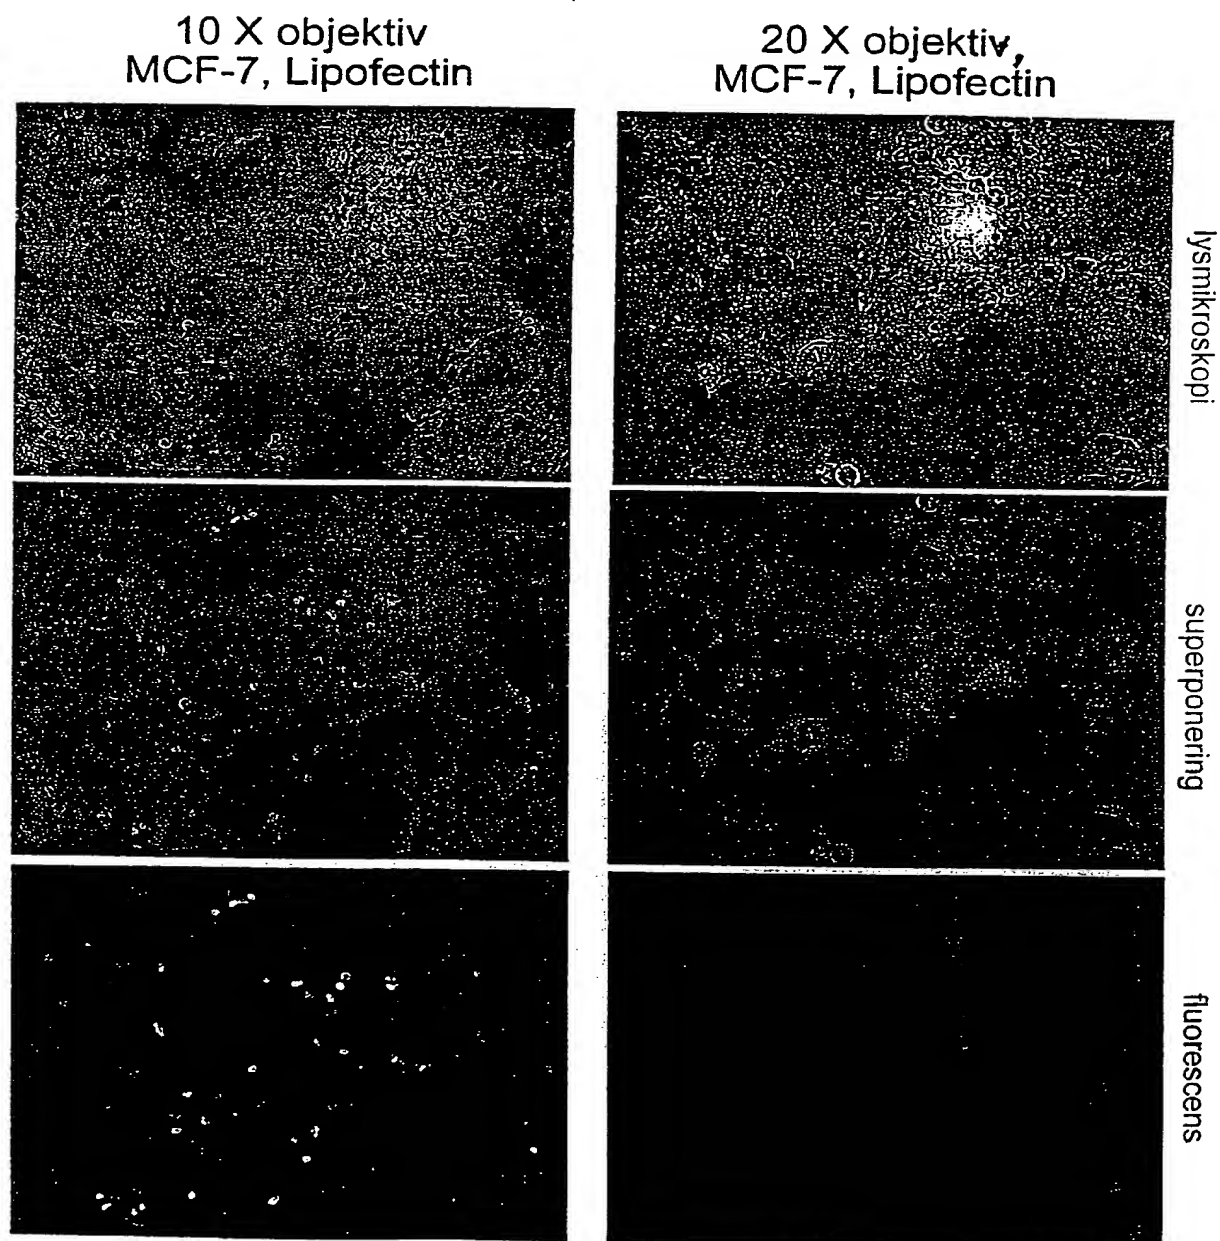 10 X objektiv
MCF-7, Lipofectin
20 X objektiv,
MCF-7, Lipofectin
lysmikroskopi
superponering
fluorescens